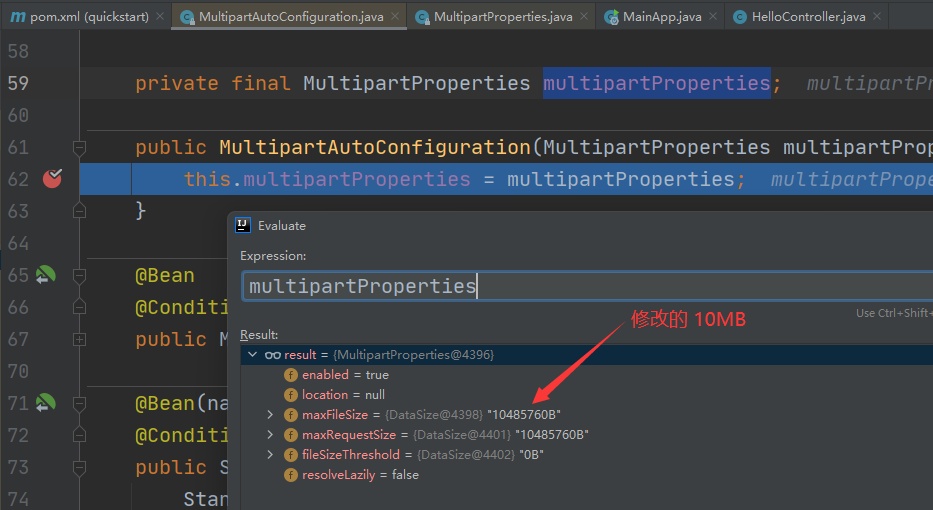 pom.xml (quickstart) MultipartAutoConfiguration.java MultipartProperties.java MainApp.java HelloController.java
58
59 private final MultipartProperties multipartProperties; multipartPr
60
61 public MultipartAutoConfiguration(MultipartProperties multipartProp
62 this.multipartProperties = multipartProperties; multipartPrope
63 }
64
65 @Bean
66 @Conditi
67 public M
70
71 @Bean(na
72 @Conditi
73 public S
74 Stan
Evaluate
Expression:
multipartProperties
Use Ctrl+Shift+
修改的 10MB
Result:
result = {MultipartProperties@4396}
enabled = true
location = null
maxFileSize = {DataSize@4398} "10485760B"
maxRequestSize = {DataSize@4401} "10485760B"
fileSizeThreshold = {DataSize@4402} "0B"
resolveLazily = false